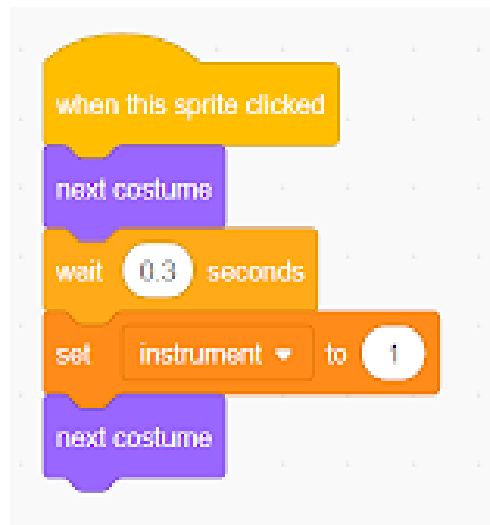 when this sprite clicked
next costume
wait 0.3 seconds
set instrument to 1
next costume